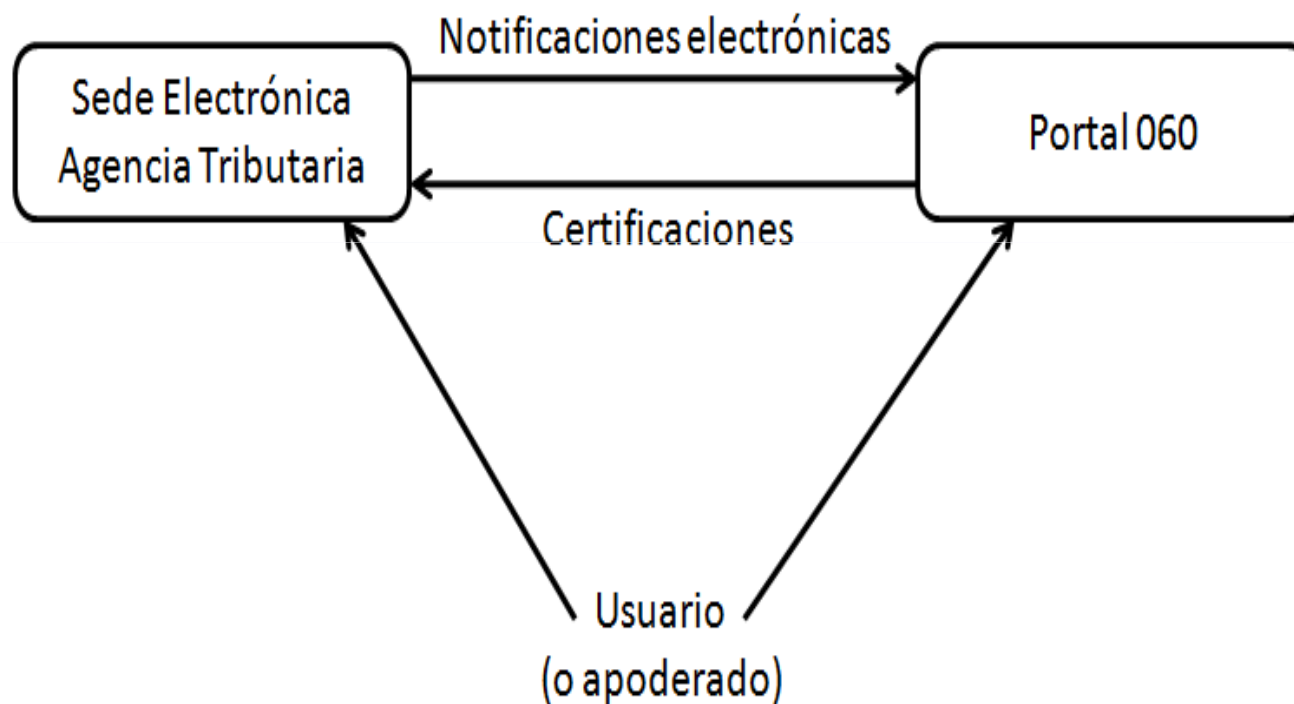 Notificaciones electrónicas
Sede Electrónica
Agencia Tributaria
Portal 060
Certificaciones
Usuario
(o apoderado)